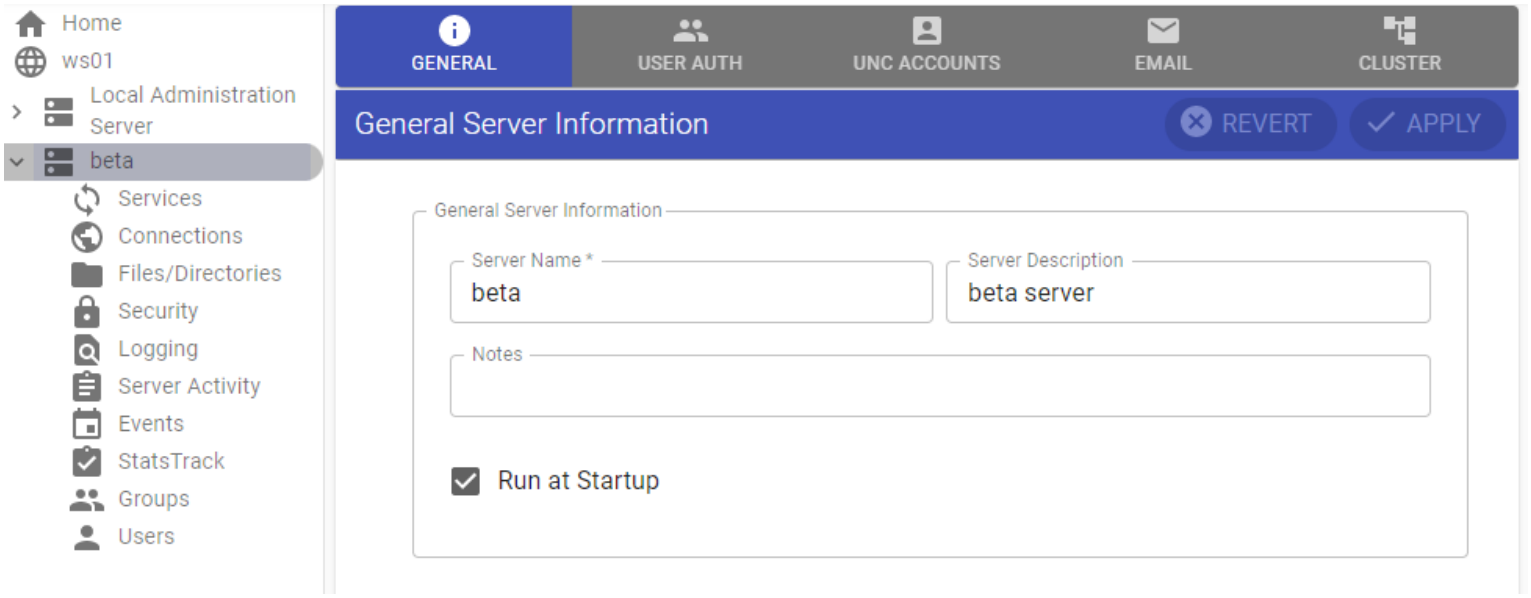 Home
ws01
Local Administration
Server
beta
Services
Connections
Files/Directories
Security
Logging
Server Activity
Events
StatsTrack
Groups
Users
GENERAL
USER AUTH
UNC ACCOUNTS
EMAIL
CLUSTER
General Server Information
REVERT
APPLY
General Server Information
Server Name *
beta
Server Description
beta server
Notes
Run at Startup